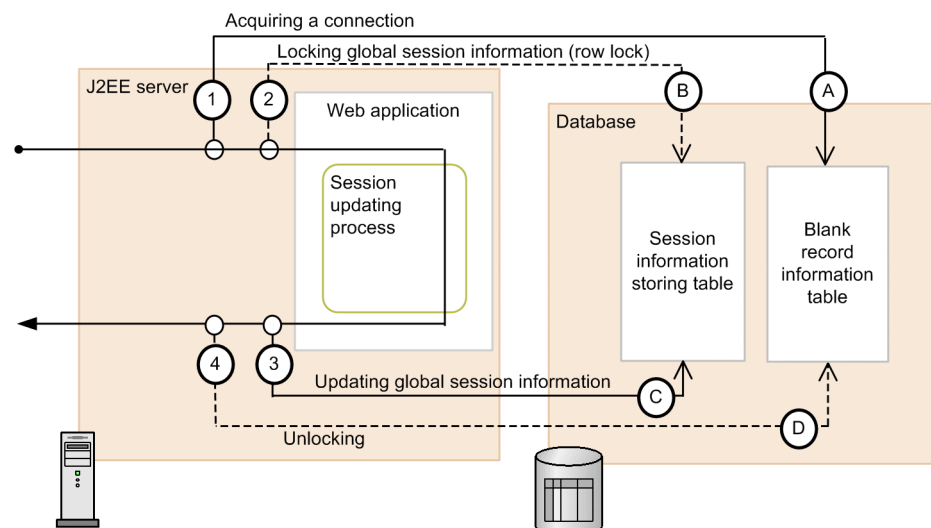 Acquiring a connection
Locking global session information (row lock)
J2EE server
1
2
B
A
Web application
Database
Session
updating
process
Session
information
storing table
Blank
record
information
table
4
3
Updating global session information
C
Unlocking
D